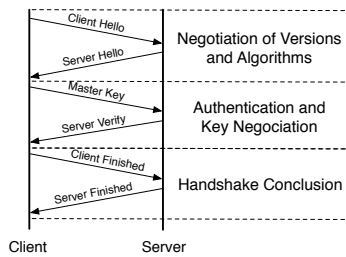 Client Hello
Server Hello
Negotiation of Versions
and Algorithms
Master Key
Server Verify
Authentication and
Key Negociation
Client Finished
Server Finished
Handshake Conclusion
Client
Server